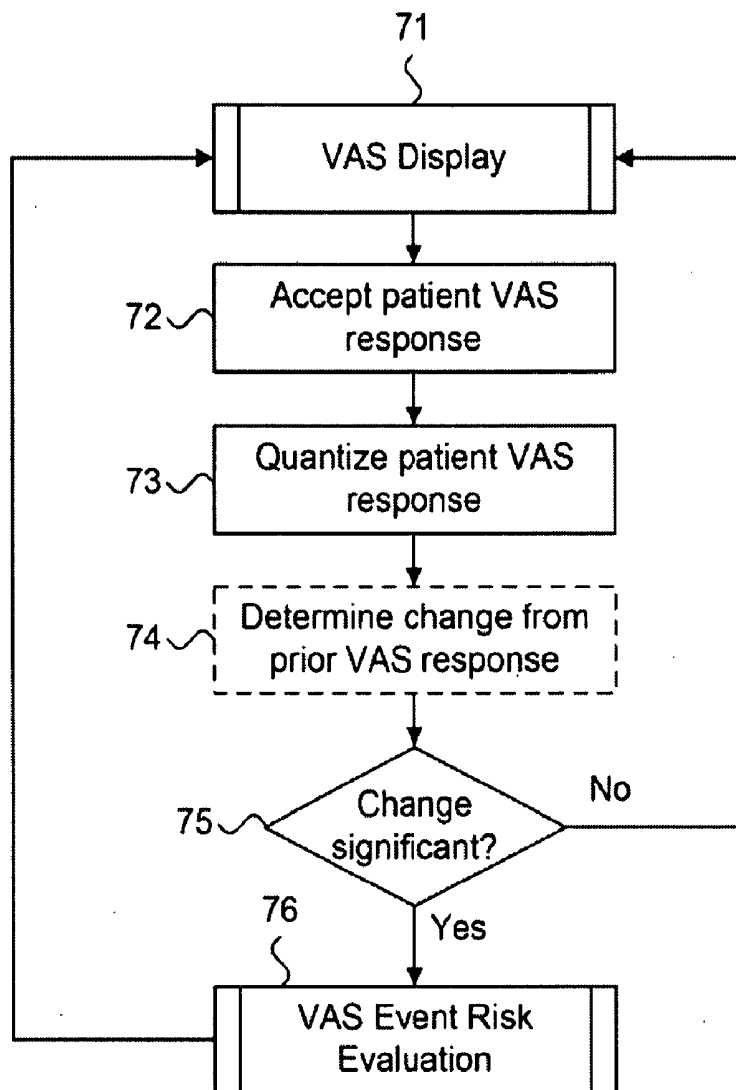 71
VAS Display
72
Accept patient VAS
response
73
Quantize patient VAS
response
74
Determine change from
prior VAS response
75
Change
significant?
No
Yes
76
VAS Event Risk
Evaluation